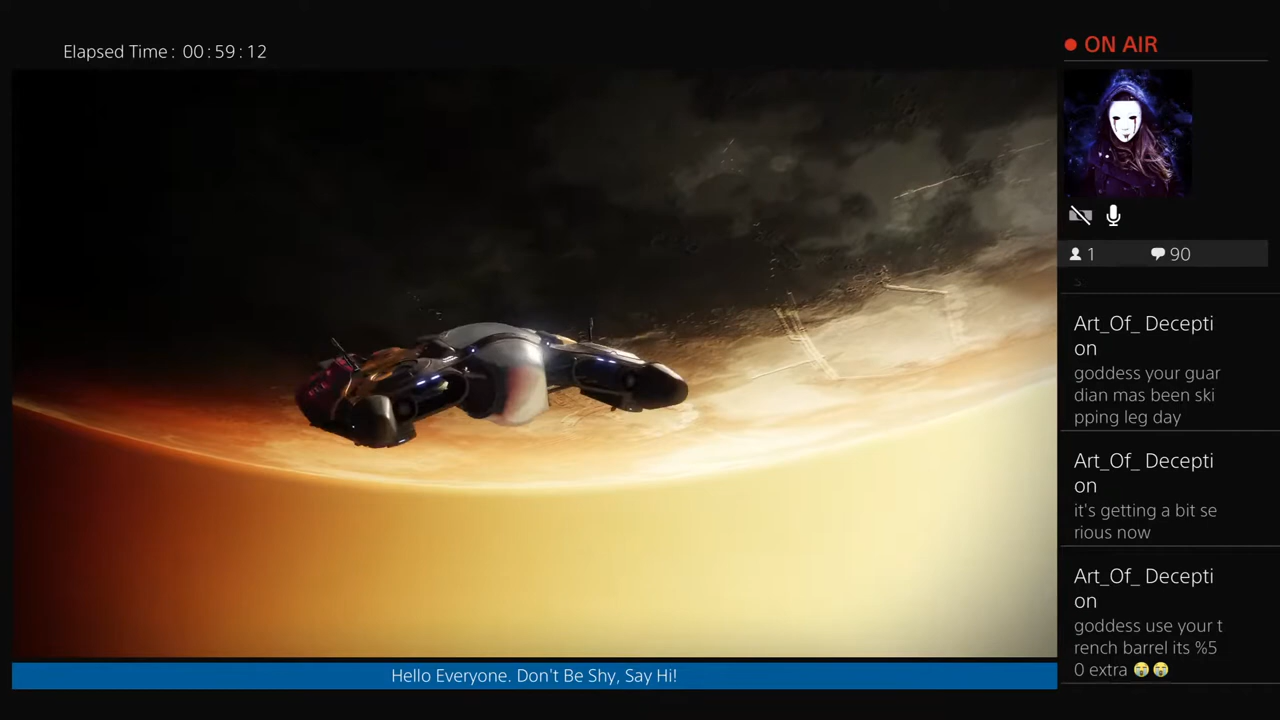 Elapsed Time: 00:59:12
ON AIR
1 90
Art_Of_ Decepti
on
goddess your guar
dian mas been ski
pping leg day
Art_Of_ Decepti
on
it's getting a bit se
rious now
Art_Of_ Decepti
on
goddess use your t
rench barrel its %5
0 extra 😭😭
Hello Everyone. Don't Be Shy, Say Hi!